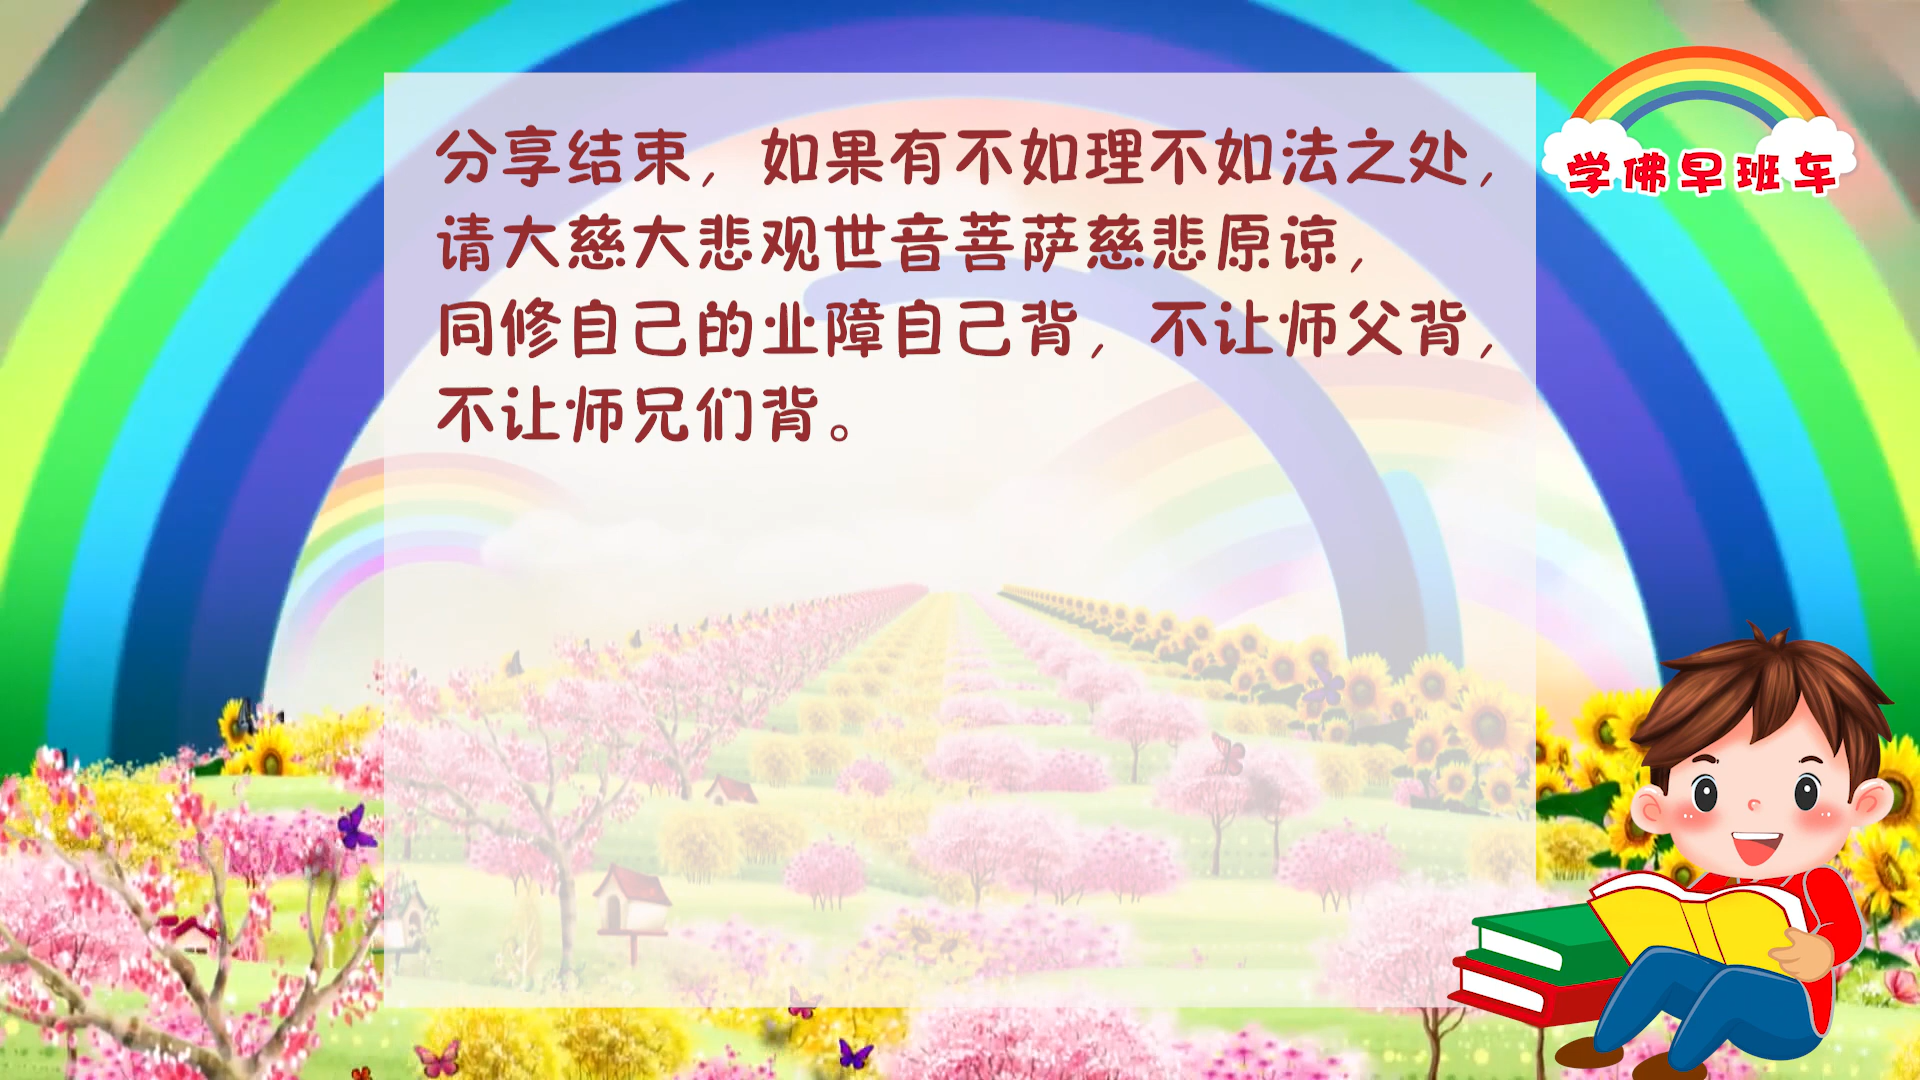 分享结束，如果有不如理不如法之处，
请大慈大悲观世音菩萨慈悲原谅，
同修自己的业障自己背，不让师父背，
不让师兄们背。
学佛早班车